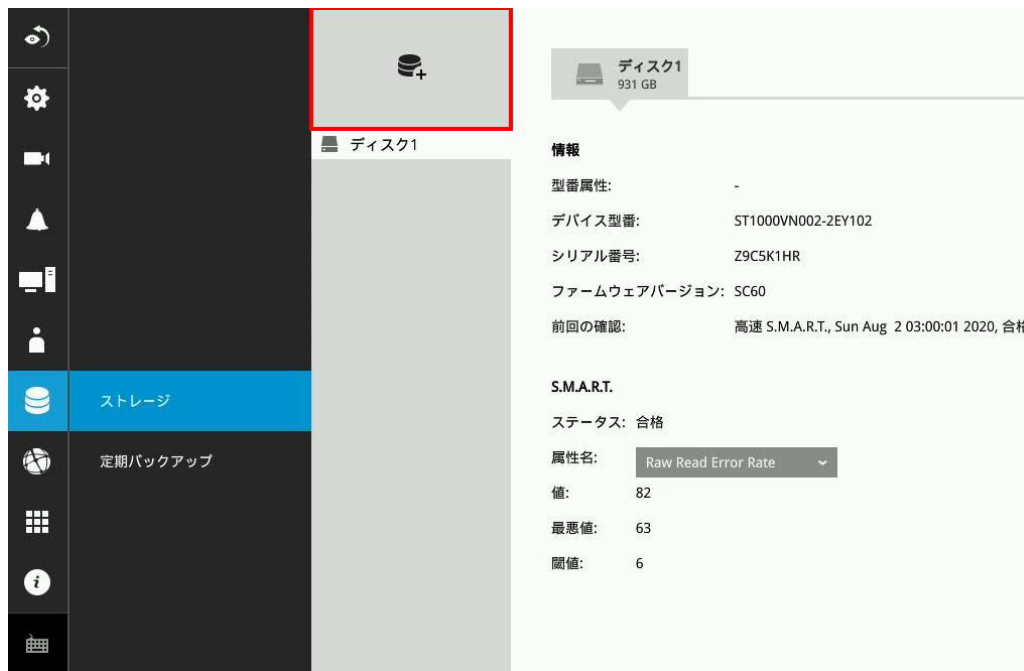 ストレージ
定期バックアップ
ディスク1
ディスク1
931 GB
情報
型番属性: -
デバイス型番: ST1000VN002-2EY102
シリアル番号: Z9C5K1HR
ファームウェアバージョン: SC60
前回の確認: 高速 S.M.A.R.T., Sun Aug 2 03:00:01 2020, 合格
S.M.A.R.T.
ステータス: 合格
属性名: Raw Read Error Rate
値: 82
最悪値: 63
閾値: 6